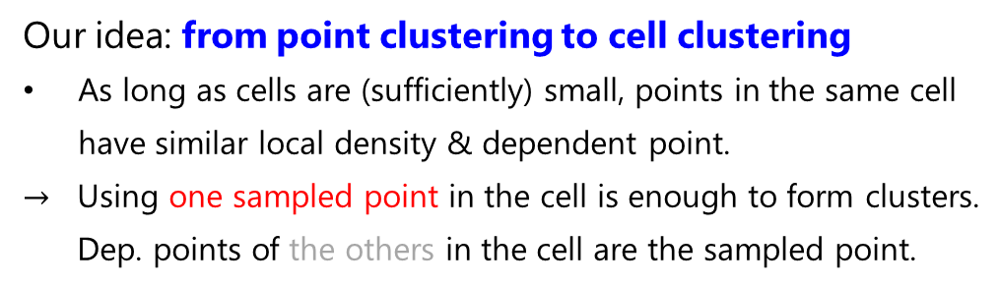 Our idea: from point clustering to cell clustering
• As long as cells are (sufficiently) small, points in the same cell
have similar local density & dependent point.
→ Using one sampled point in the cell is enough to form clusters.
Dep. points of the others in the cell are the sampled point.